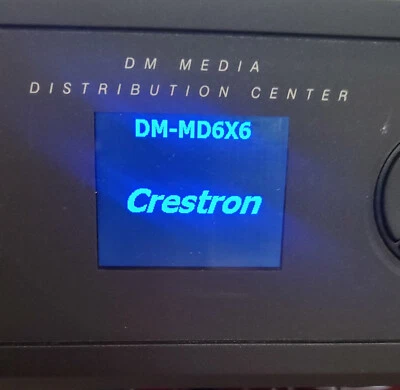 DM MEDIA
DISTRIBUTION CENTER
DM-MD6X6
Crestron